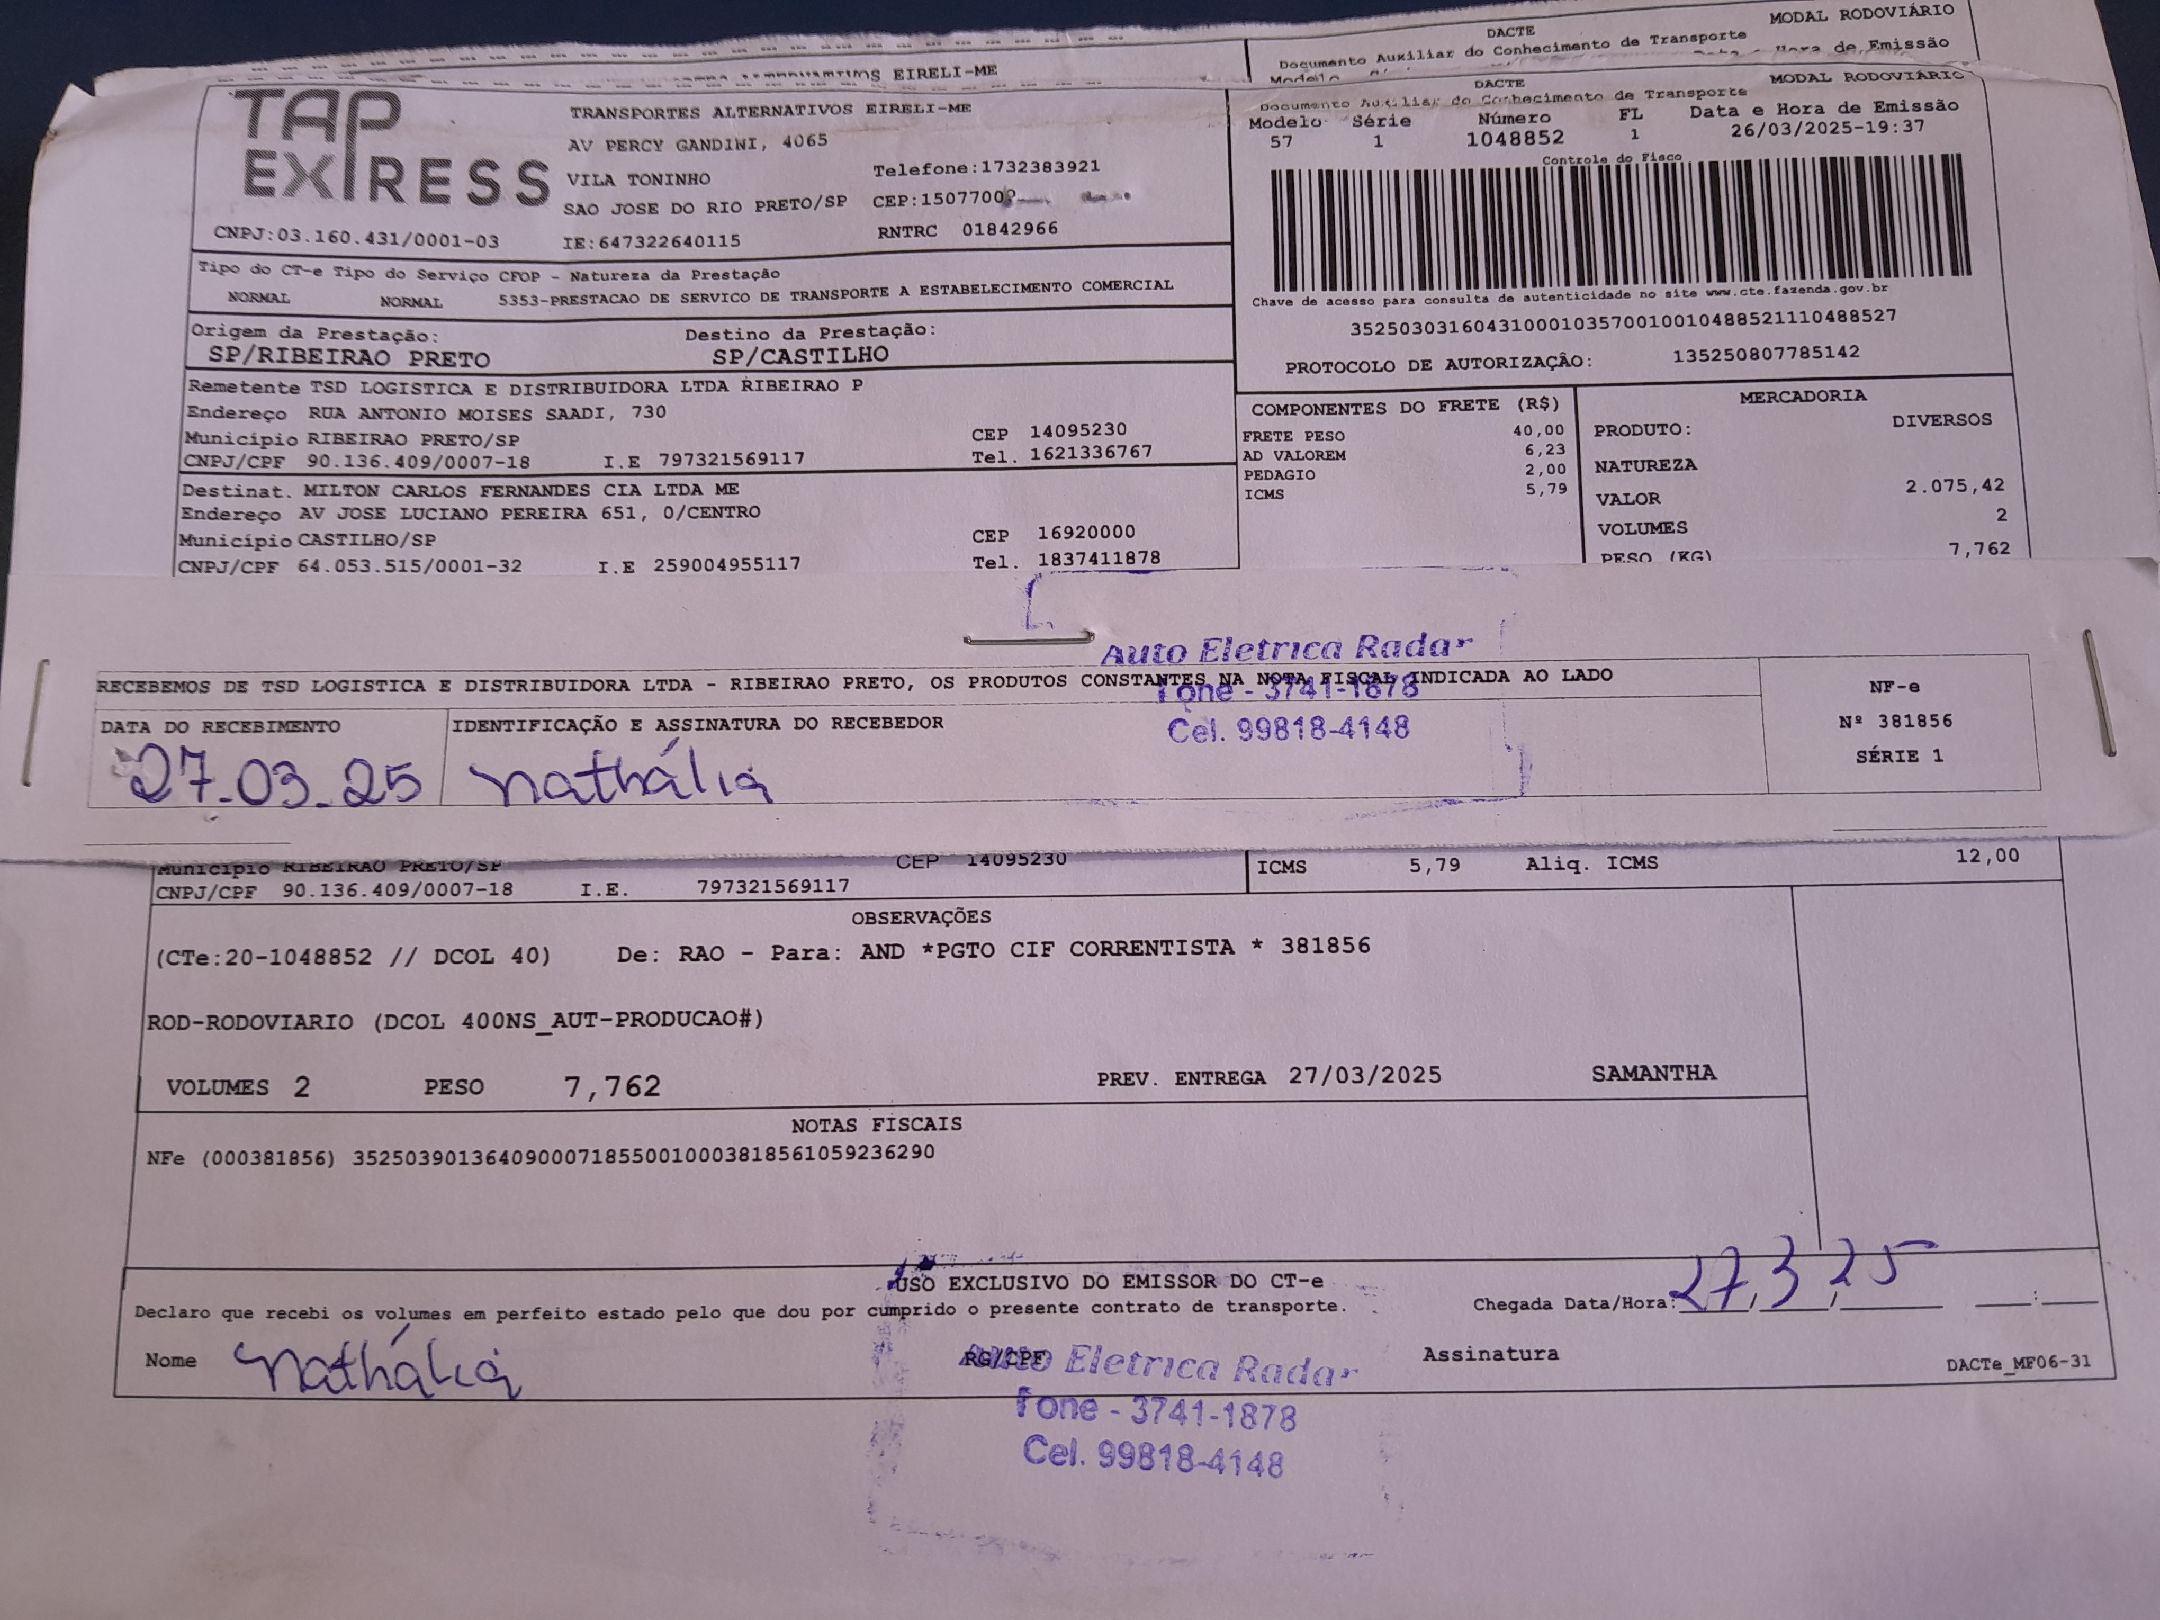 EIRELI-ME
DACTE
MODAL RODOVIÁRIO
Documento Auxiliar do Conhecimento de Transporte
Modelo
Hora de Emissão
TAP EXPRESS
TRANSPORTES ALTERNATIVOS EIRELI-ME
AV PERCY GANDINI, 4065
VILA TONINHO
Telefone:1732383921
SAO JOSE DO RIO PRETO/SP
CEP:1507700
CNPJ:03.160.431/0001-03
IE:647322640115
RNTRC 01842966
DACTE
MODAL RODOVIÁRIO
Documento Auxiliar do Conhecimento de Transporte
Modelo Série Número FL Data e Hora de Emissão
57 1 1048852 1 26/03/2025-19:37
Controle do Fisco
Chave de acesso para consulta de autenticidade no site www.cte.fazenda.gov.br
35250303160431000103570010010488521110488527
PROTOCOLO DE AUTORIZAÇÃO: 135250807785142
Tipo do CT-e Tipo do Serviço CFOP - Natureza da Prestação
NORMAL NORMAL 5353-PRESTACAO DE SERVICO DE TRANSPORTE A ESTABELECIMENTO COMERCIAL
Origem da Prestação: Destino da Prestação:
SP/RIBEIRAO PRETO SP/CASTILHO
Remetente TSD LOGISTICA E DISTRIBUIDORA LTDA RIBEIRAO P
Endereço RUA ANTONIO MOISES SAADI, 730
Municipio RIBEIRAO PRETO/SP CEP 14095230
CNPJ/CPF 90.136.409/0007-18 I.E 797321569117 Tel. 1621336767
Destinat. MILTON CARLOS FERNANDES CIA LTDA ME
Endereço AV JOSE LUCIANO PEREIRA 651, 0/CENTRO
Município CASTILHO/SP CEP 16920000
CNPJ/CPF 64.053.515/0001-32 I.E 259004955117 Tel. 1837411878
COMPONENTES DO FRETE (R$)
FRETE PESO 40,00
AD VALOREM 6,23
PEDAGIO 2,00
ICMS 5,79
MERCADORIA
PRODUTO: DIVERSOS
NATUREZA
VALOR 2.075,42
VOLUMES 2
PESO (KG) 7,762
Auto Eletrica Radar
Fone - 3741-1878
Cel. 99818-4148
RECEBEMOS DE TSD LOGISTICA E DISTRIBUIDORA LTDA - RIBEIRAO PRETO, OS PRODUTOS CONSTANTES NA NOTA FISCAL INDICADA AO LADO
DATA DO RECEBIMENTO IDENTIFICAÇÃO E ASSINATURA DO RECEBEDOR
27.03.25 Nathália
NF-e
Nº 381856
SÉRIE 1
Município RIBEIRAO PRETO/SP CEP 14095230
CNPJ/CPF 90.136.409/0007-18 I.E. 797321569117
ICMS 5,79 Aliq. ICMS 12,00
OBSERVAÇÕES
(CTe:20-1048852 // DCOL 40) De: RAO - Para: AND *PGTO CIF CORRENTISTA * 381856
ROD-RODOVIARIO (DCOL 400NS_AUT-PRODUCAO#)
VOLUMES 2 PESO 7,762 PREV. ENTREGA 27/03/2025 SAMANTHA
NOTAS FISCAIS
NFe (000381856) 35250390136409000718550010003818561059236290
USO EXCLUSIVO DO EMISSOR DO CT-e
Declaro que recebi os volumes em perfeito estado pelo que dou por cumprido o presente contrato de transporte. Chegada Data/Hora: 27/3/25 :
Nome Nathália RG/CPF Assinatura
DACTe_MF06-31
Auto Eletrica Radar
Fone - 3741-1878
Cel. 99818-4148